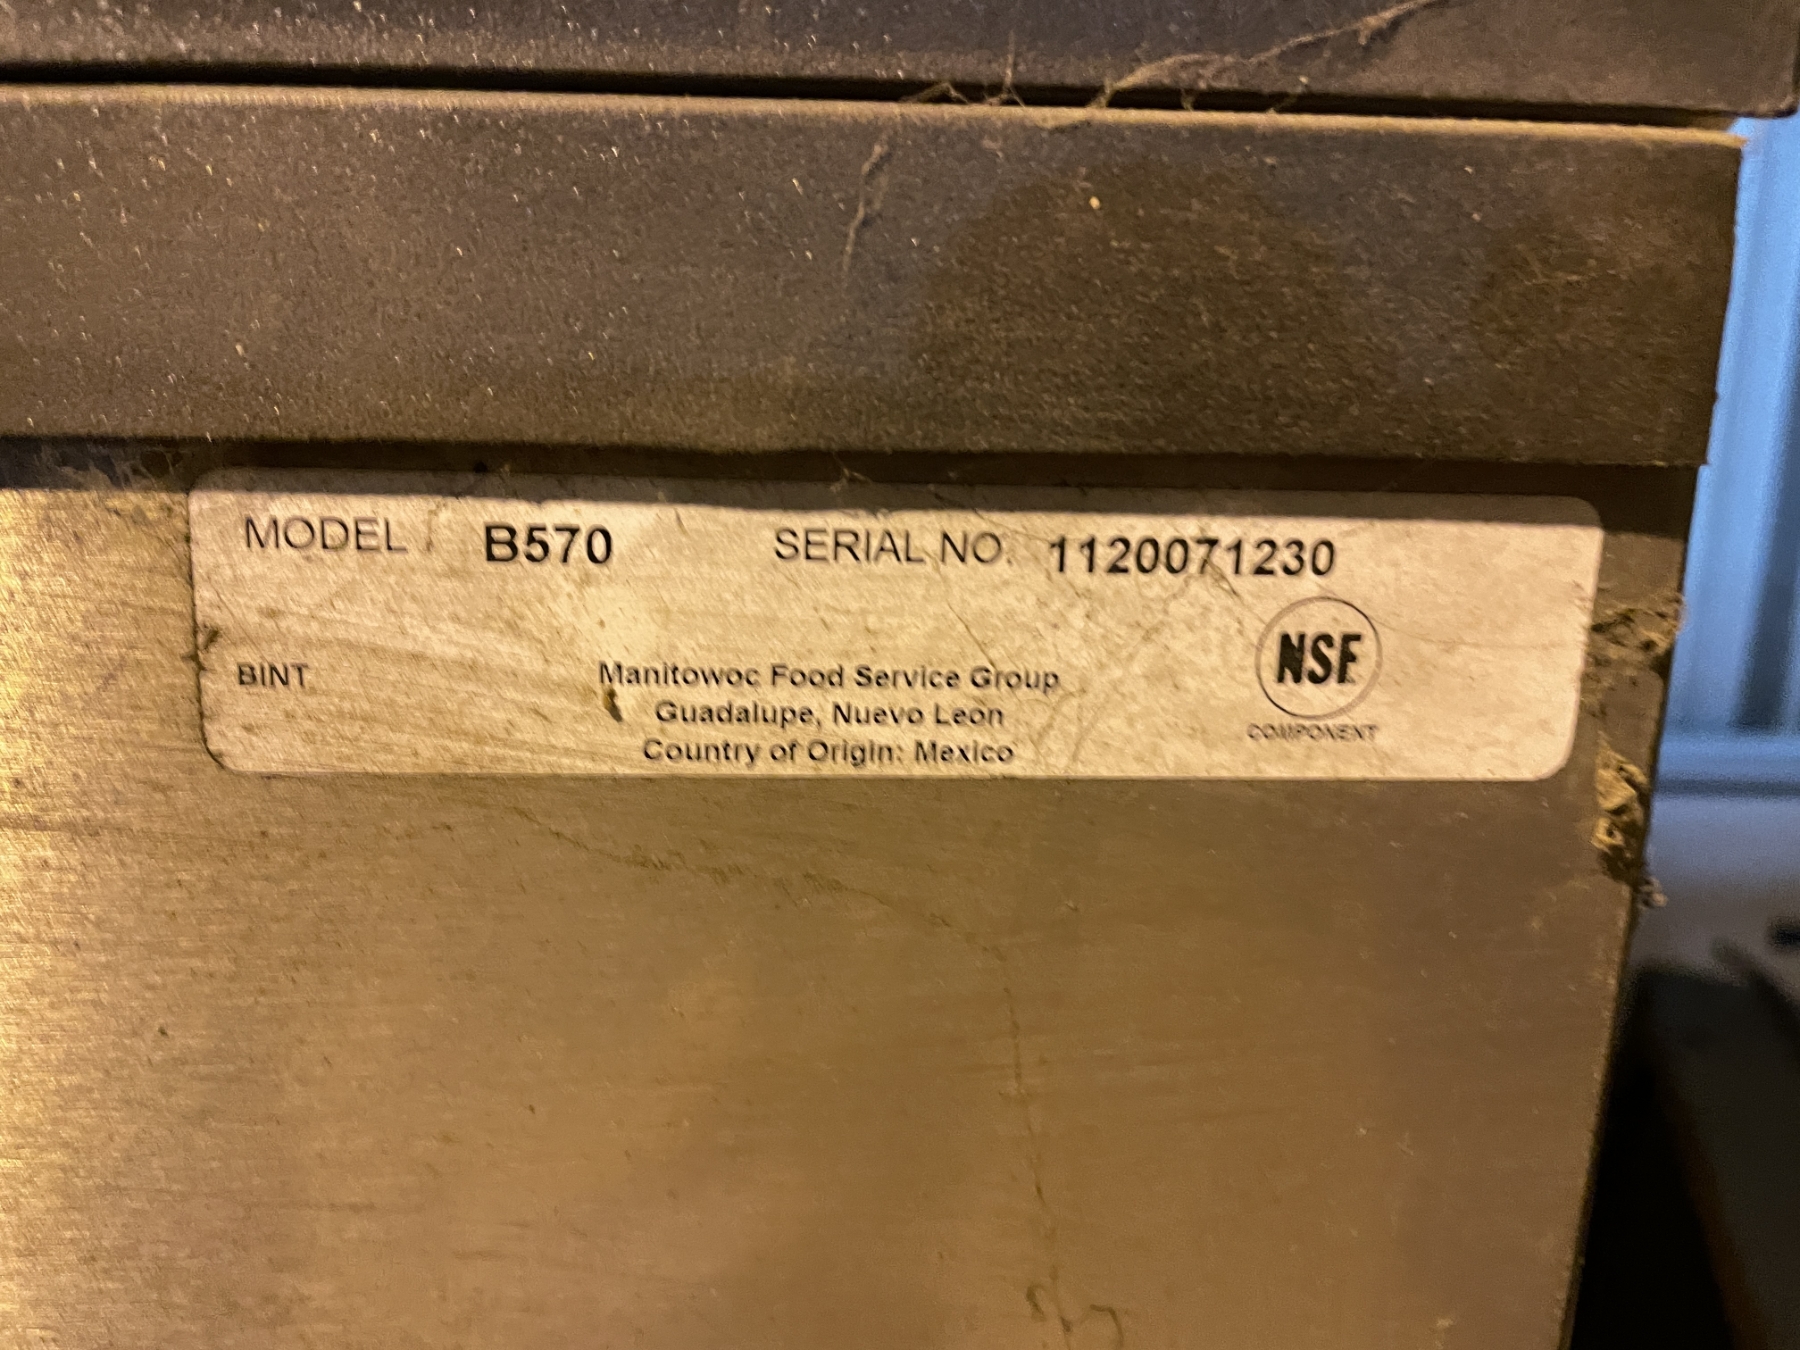 MODEL B570 SERIAL NO. 1120071230
NSF
BINT Manitowoc Food Service Group
Guadalupe, Nuevo Leon
COMPONENT
Country of Origin: Mexico